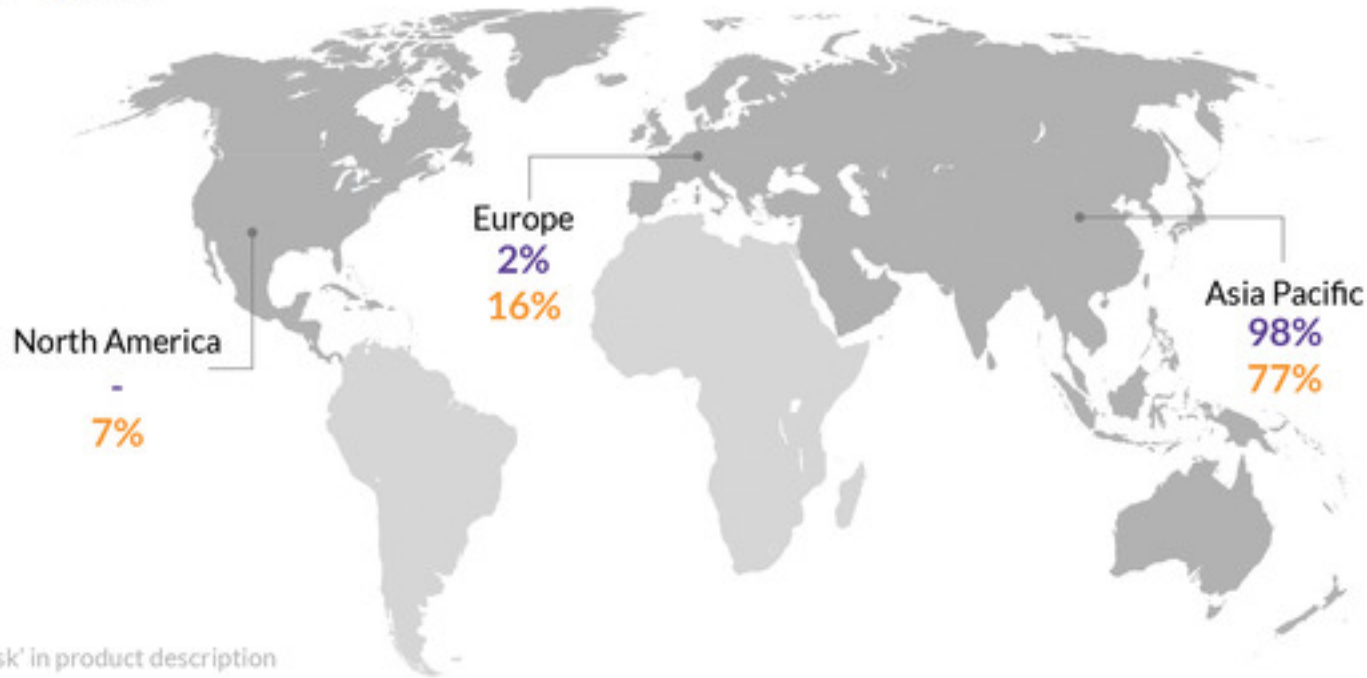 Europe
2%
16%
Asia Pacific
98%
77%
North America
-
7%
in product description